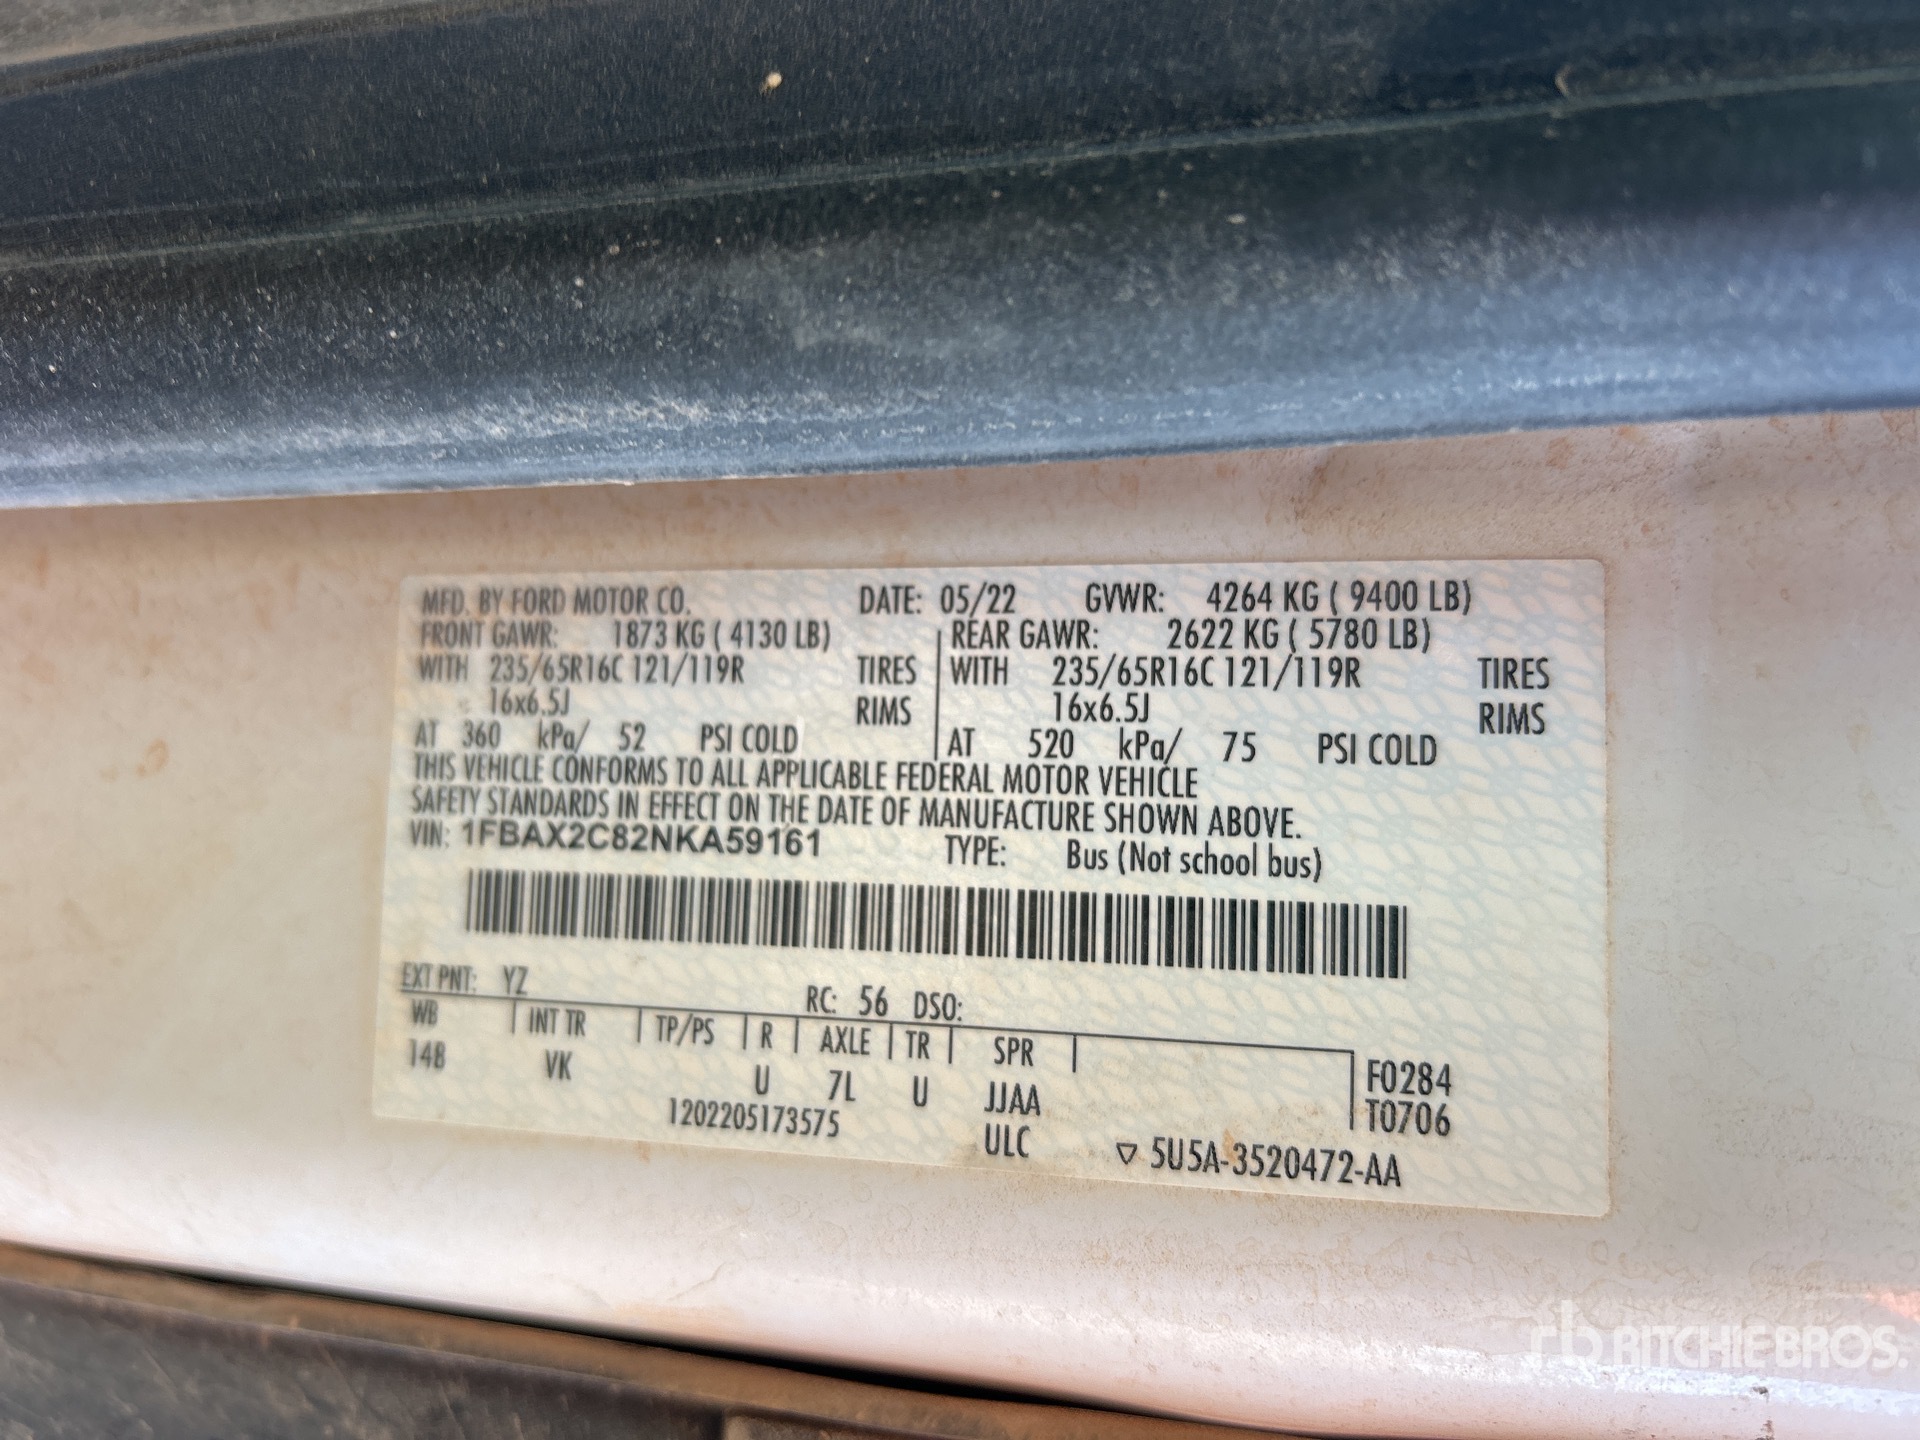 MFD. BY FORD MOTOR CO. DATE: 05/22 GVWR: 4264 KG ( 9400 LB)
FRONT GAWR: 1873 KG ( 4130 LB) REAR GAWR: 2622 KG ( 5780 LB)
WITH 235/65R16C 121/119R TIRES WITH 235/65R16C 121/119R TIRES
16x6.5J RIMS 16x6.5J RIMS
AT 360 kPa/ 52 PSI COLD AT 520 kPa/ 75 PSI COLD
THIS VEHICLE CONFORMS TO ALL APPLICABLE FEDERAL MOTOR VEHICLE
SAFETY STANDARDS IN EFFECT ON THE DATE OF MANUFACTURE SHOWN ABOVE.
VIN: 1FBAX2C82NKA59161 TYPE: Bus (Not school bus)
EXT PNT: YZ RC: 56 DSO:
WB INT TR TP/PS R AXLE TR SPR
148 VK U 7L U JJAA F0284
1202205173575 ULC T0706
▽ 5U5A-3520472-AA
rb RITCHIE BROS.